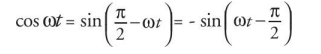 cos ωt = sin(π/2 − ωt) = - sin(ωt − π/2)